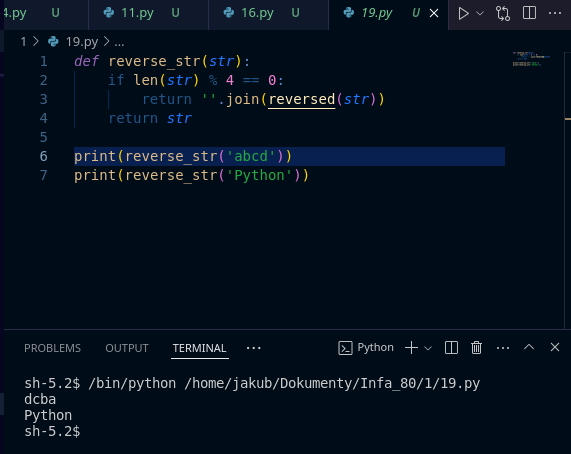 4.py U 11.py U 16.py U 19.py U
1 > 19.py > ...
1 def reverse_str(str):
2 if len(str) % 4 == 0:
3 return ''.join(reversed(str))
4 return str
5
6 print(reverse_str('abcd'))
7 print(reverse_str('Python'))
PROBLEMS OUTPUT TERMINAL ... Python
sh-5.2$ /bin/python /home/jakub/Dokumenty/Infa_80/1/19.py
dcba
Python
sh-5.2$